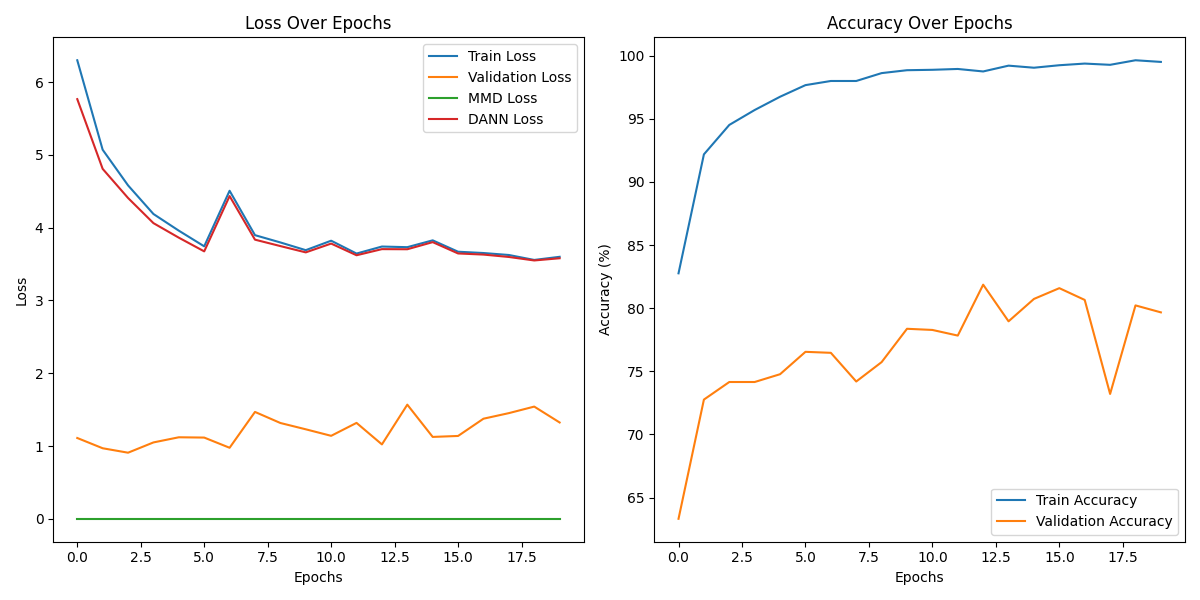 Loss Over Epochs
Train Loss
Validation Loss
MMD Loss
DANN Loss
6
5
4
3
2
1
0
Loss
0.0 2.5 5.0 7.5 10.0 12.5 15.0 17.5
Epochs
Accuracy Over Epochs
100
95
90
85
80
75
70
65
Accuracy (%)
Train Accuracy
Validation Accuracy
0.0 2.5 5.0 7.5 10.0 12.5 15.0 17.5
Epochs